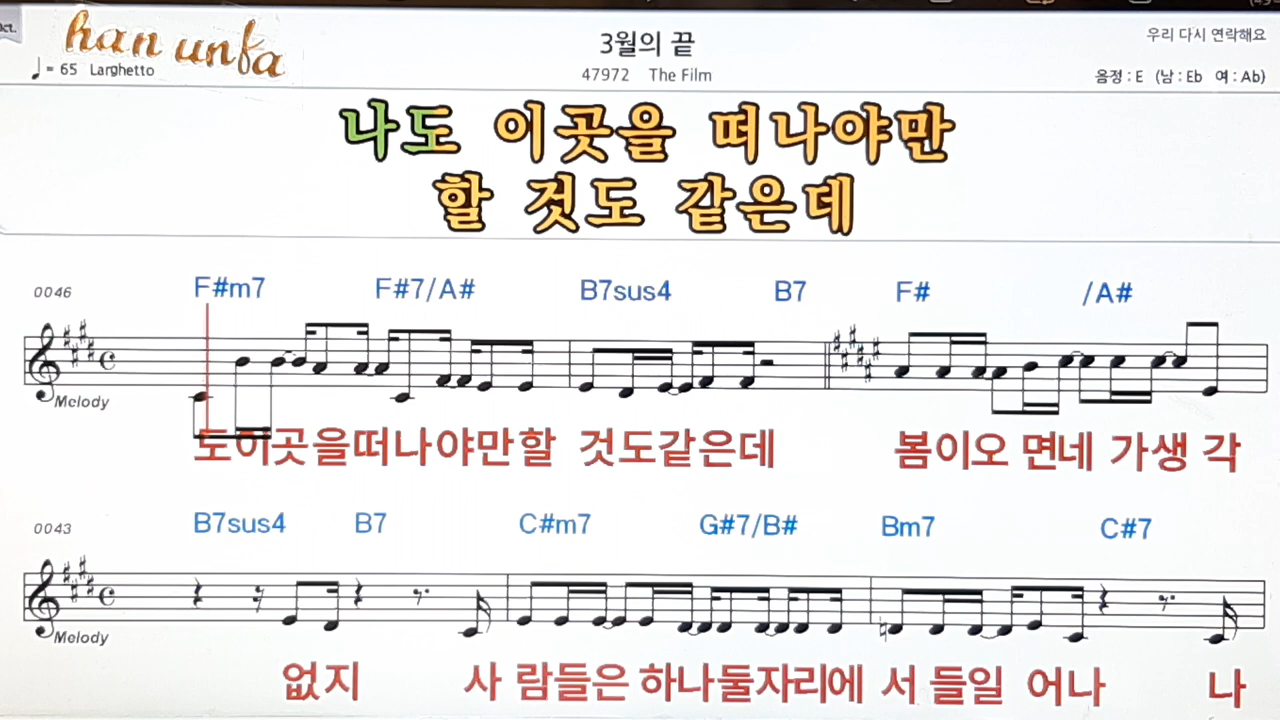 han unfa
3월의 끝
우리 다시 연락해요
♩= 65 Larghetto
47972 The Film
음정 : E (남 : Eb 여 : Ab)
나도 이곳을 떠나야만
할 것도 같은데
0046
F#m7 F#7/A# B7sus4 B7 F# /A#
Melody
도이곳을떠나야만할 것도같은데 봄이오 면네 가생 각
0043
B7sus4 B7 C#m7 G#7/B# Bm7 C#7
Melody
없지 사 람들은 하나둘자리에 서 들일 어나 나